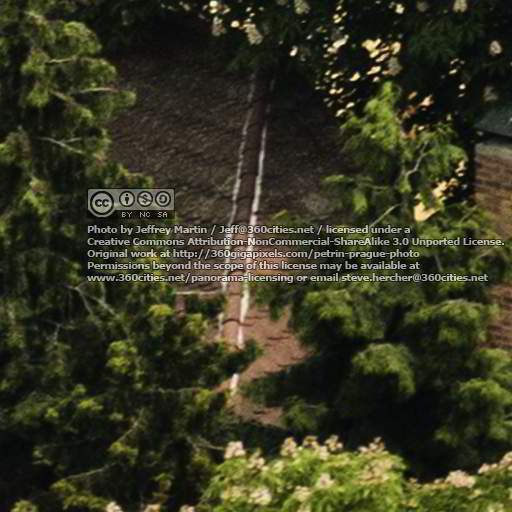 cc
BY NC SA
Photo by Jeffrey Martin / Jeff@360cities.net / licensed under a
Creative Commons Attribution-NonCommercial-ShareAlike 3.0 Unported License.
Original work at http://360gigapixels.com/petrin-prague-photo
Permissions beyond the scope of this license may be available at
www.360cities.net/panorama-licensing or email steve.hercher@360cities.net